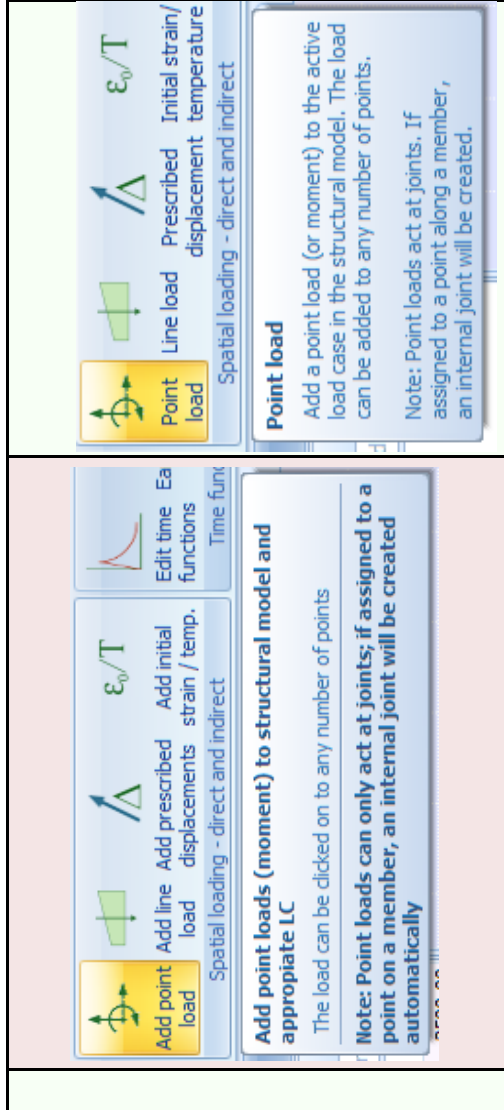 Add point
load
Add line
load
Add prescribed
displacements
Add initial
strain / temp.
Edit time
functions
Ea
Spatial loading - direct and indirect
Time func
Add point loads (moment) to structural model and
appropiate LC
The load can be clicked on to any number of points
Note: Point loads can only act at joints; if assigned to a
point on a member, an internal joint will be created
automatically
Point
load
Line load
Prescribed
displacement
Initial strain/
temperature
Spatial loading - direct and indirect
Point load
Add a point load (or moment) to the active
load case in the structural model. The load
can be added to any number of points.
Note: Point loads act at joints. If
assigned to a point along a member,
an internal joint will be created.
ε₀/T
ε₀/T